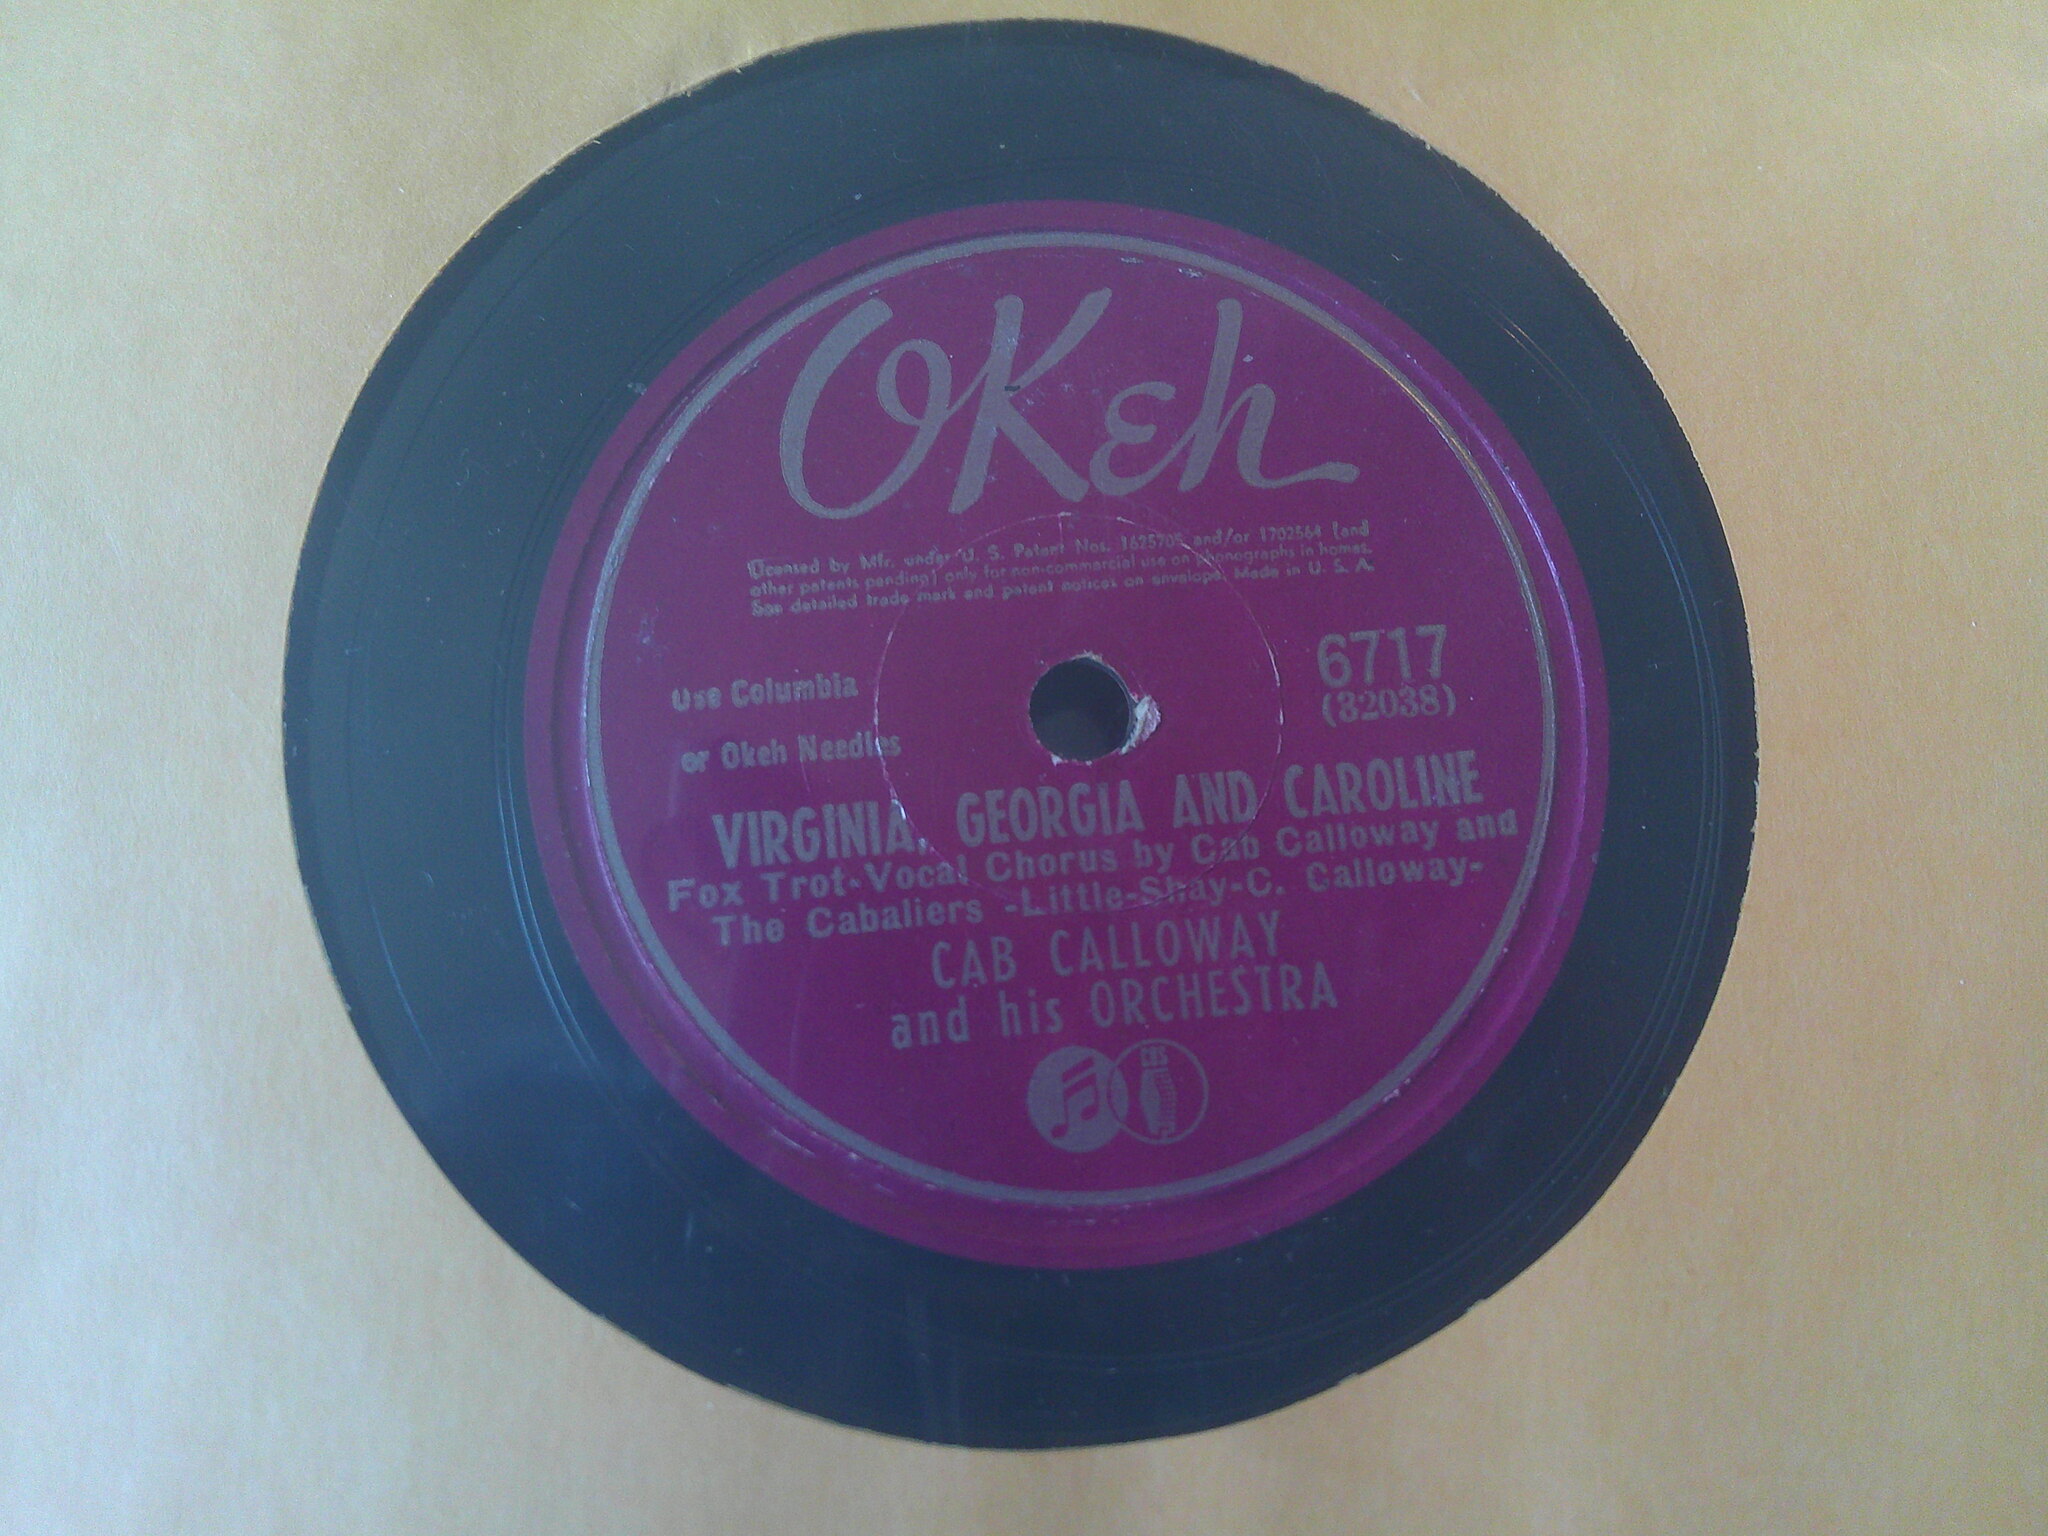 OKeh
Licensed by Mfr. under U. S. Patent Nos. 1625705 and/or 1702564 (and
other patents pending) only for non-commercial use on phonographs in homes.
See detailed trade mark and patent notices on envelope. Made in U. S. A.
6717
(32038)
Use Columbia
or Okeh Needles
VIRGINIA, GEORGIA AND CAROLINE
Fox Trot-Vocal Chorus by Cab Calloway and
The Cabaliers -Little-Shay-C. Calloway-
CAB CALLOWAY
and his ORCHESTRA
CBS